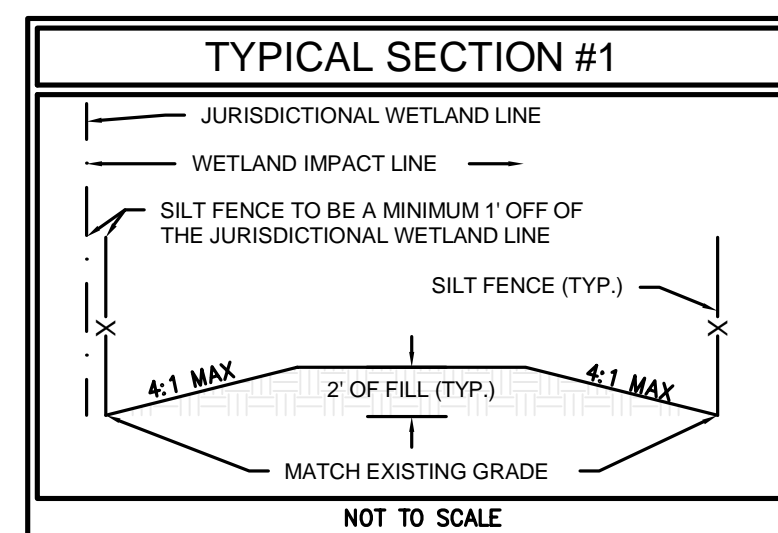 TYPICAL SECTION #1
JURISDICTIONAL WETLAND LINE
WETLAND IMPACT LINE
SILT FENCE TO BE A MINIMUM 1' OFF OF
THE JURISDICTIONAL WETLAND LINE
SILT FENCE (TYP.)
X
X
4:1 MAX
2' OF FILL (TYP.)
4:1 MAX
MATCH EXISTING GRADE
NOT TO SCALE